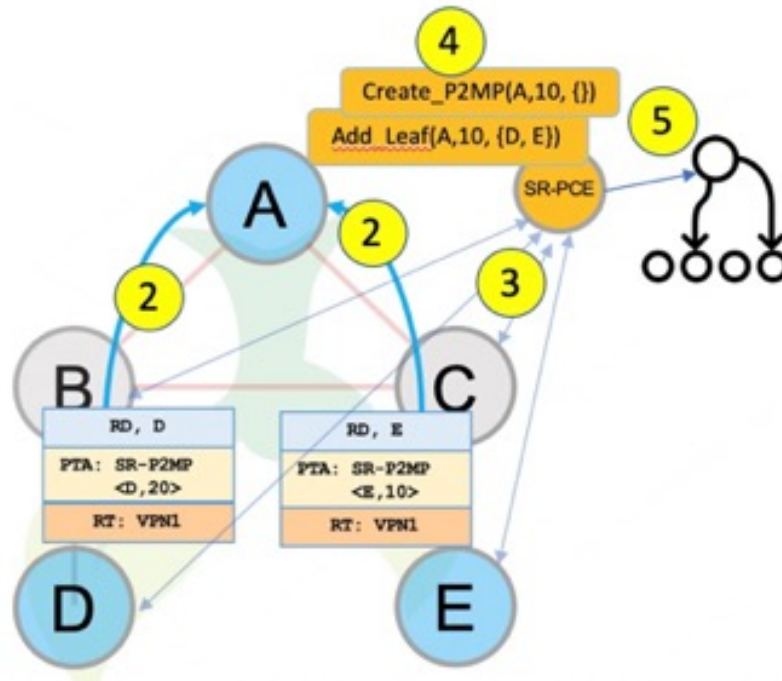 4
Create_P2MP(A,10, {})
Add_Leaf(A,10, {D, E})
5
SR-PCE
A
2
2
3
B
C
RD, D
PTA: SR-P2MP
<D,20>
RT: VPN1
RD, E
PTA: SR-P2MP
<E,10>
RT: VPN1
D
E